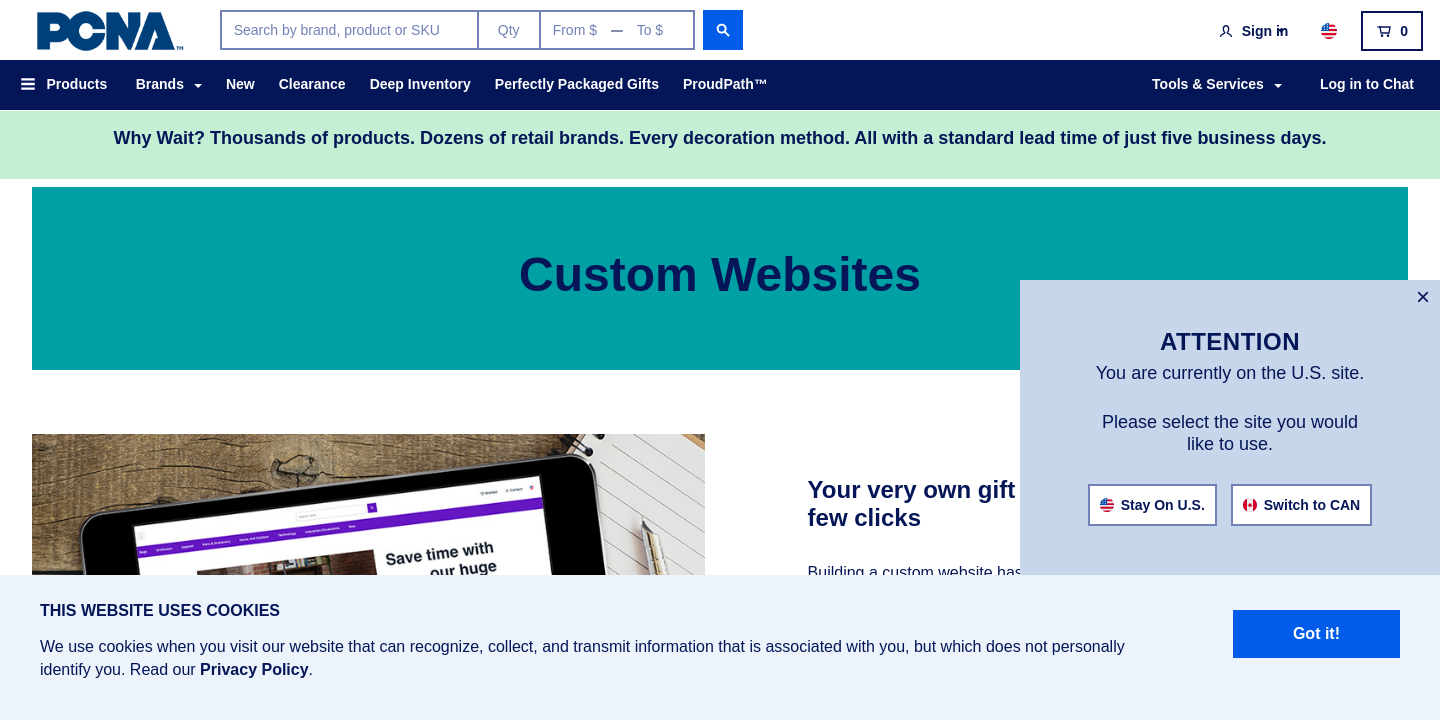 PCNA™
Search by brand, product or SKU
Qty
From $ — To $
Sign in
0
Products
Brands
New
Clearance
Deep Inventory
Perfectly Packaged Gifts
ProudPath™
Tools & Services
Log in to Chat
Why Wait? Thousands of products. Dozens of retail brands. Every decoration method. All with a standard lead time of just five business days.
Custom Websites
×
ATTENTION
You are currently on the U.S. site.
Please select the site you would
like to use.
Stay On U.S.
Switch to CAN
Save time with
our huge
Your very own gift
few clicks
Building a custom website has
THIS WEBSITE USES COOKIES
We use cookies when you visit our website that can recognize, collect, and transmit information that is associated with you, but which does not personally
identify you. Read our Privacy Policy.
Got it!